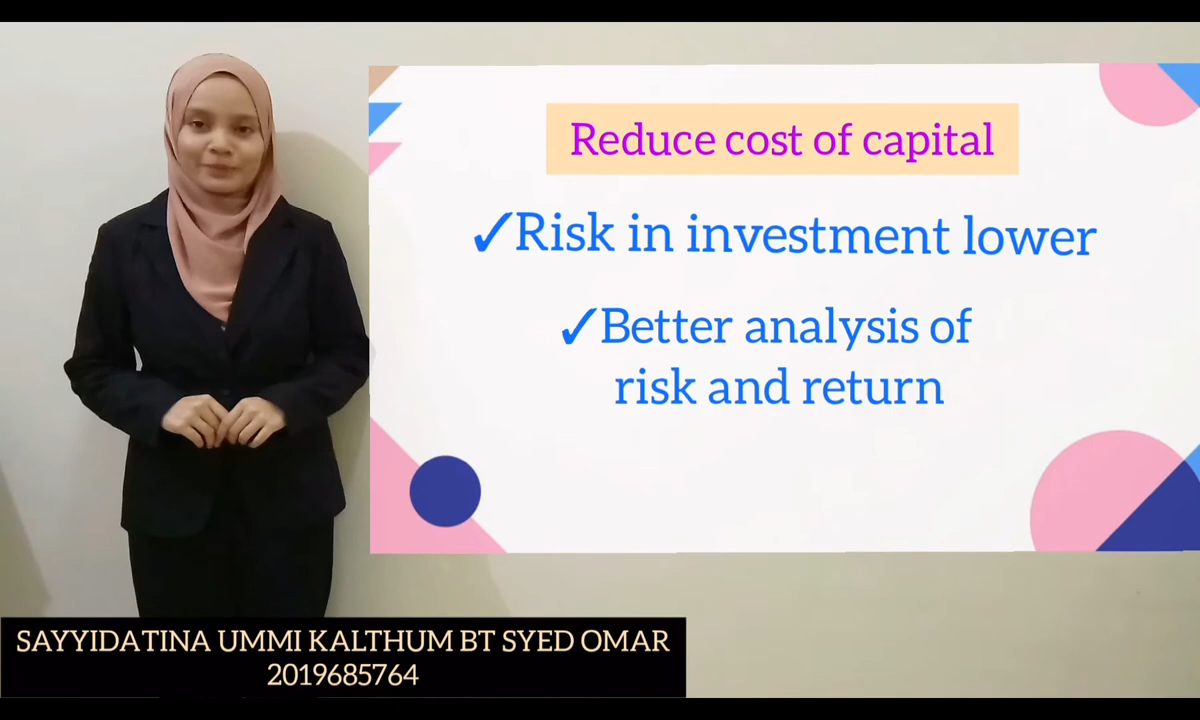 Reduce cost of capital
✓Risk in investment lower
✓Better analysis of
risk and return
SAYYIDATINA UMMI KALTHUM BT SYED OMAR
2019685764